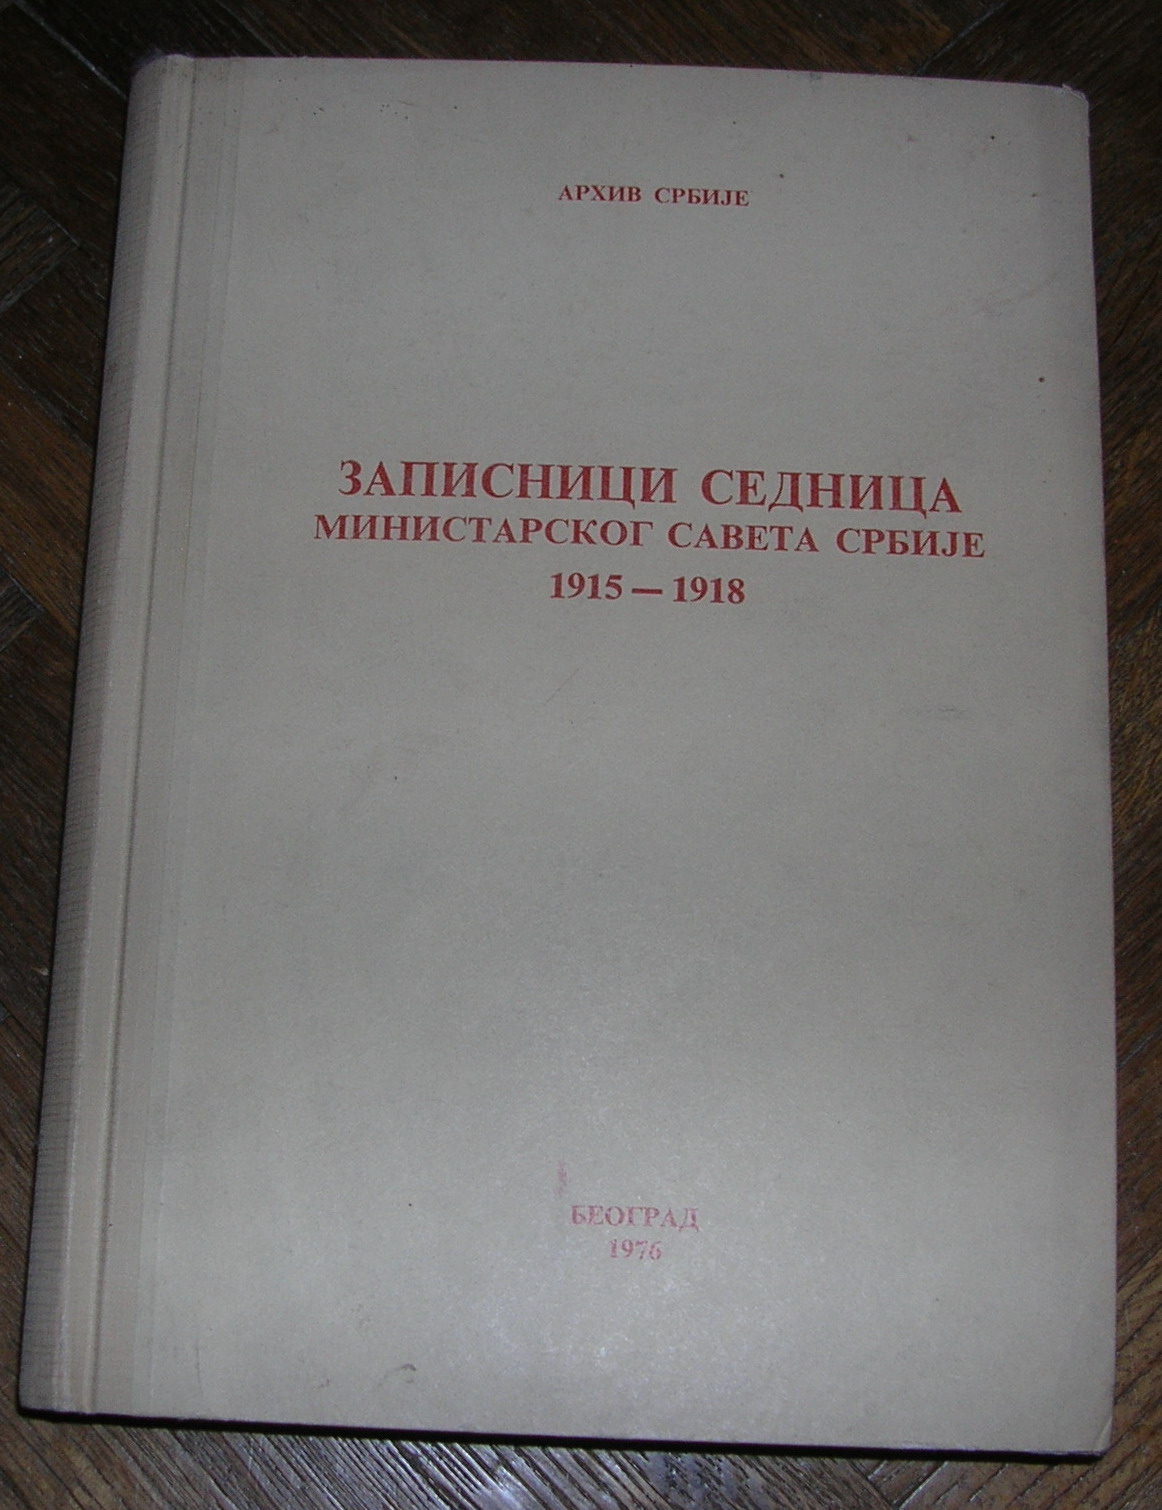 АРХИВ СРБИЈЕ
ЗАПИСНИЦИ СЕДНИЦА
МИНИСТАРСКОГ САВЕТА СРБИЈЕ
1915 — 1918
БЕОГРАД
1976